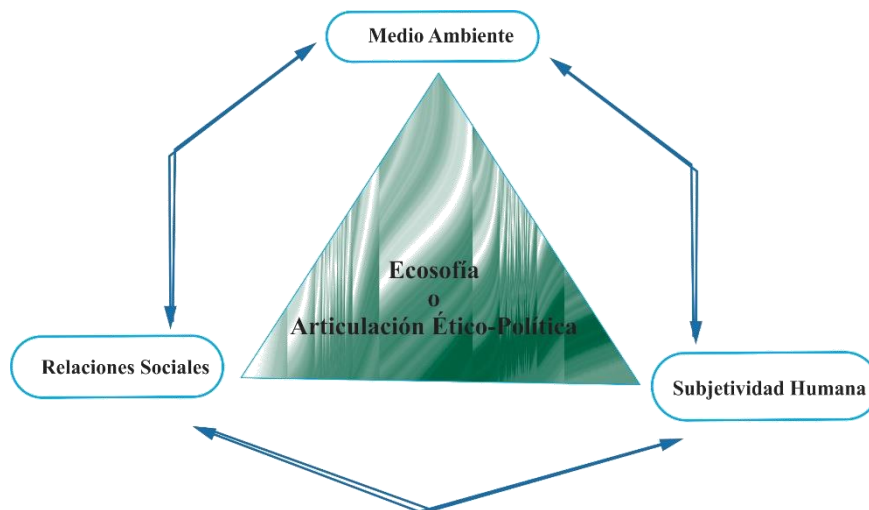 Medio Ambiente
Ecosofía
o
Articulación Ético-Política
Relaciones Sociales
Subjetividad Humana